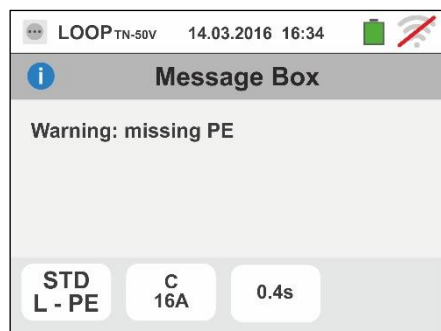 LOOP TN-50V 14.03.2016 16:34
Message Box
Warning: missing PE
STD
L - PE
C
16A
0.4s